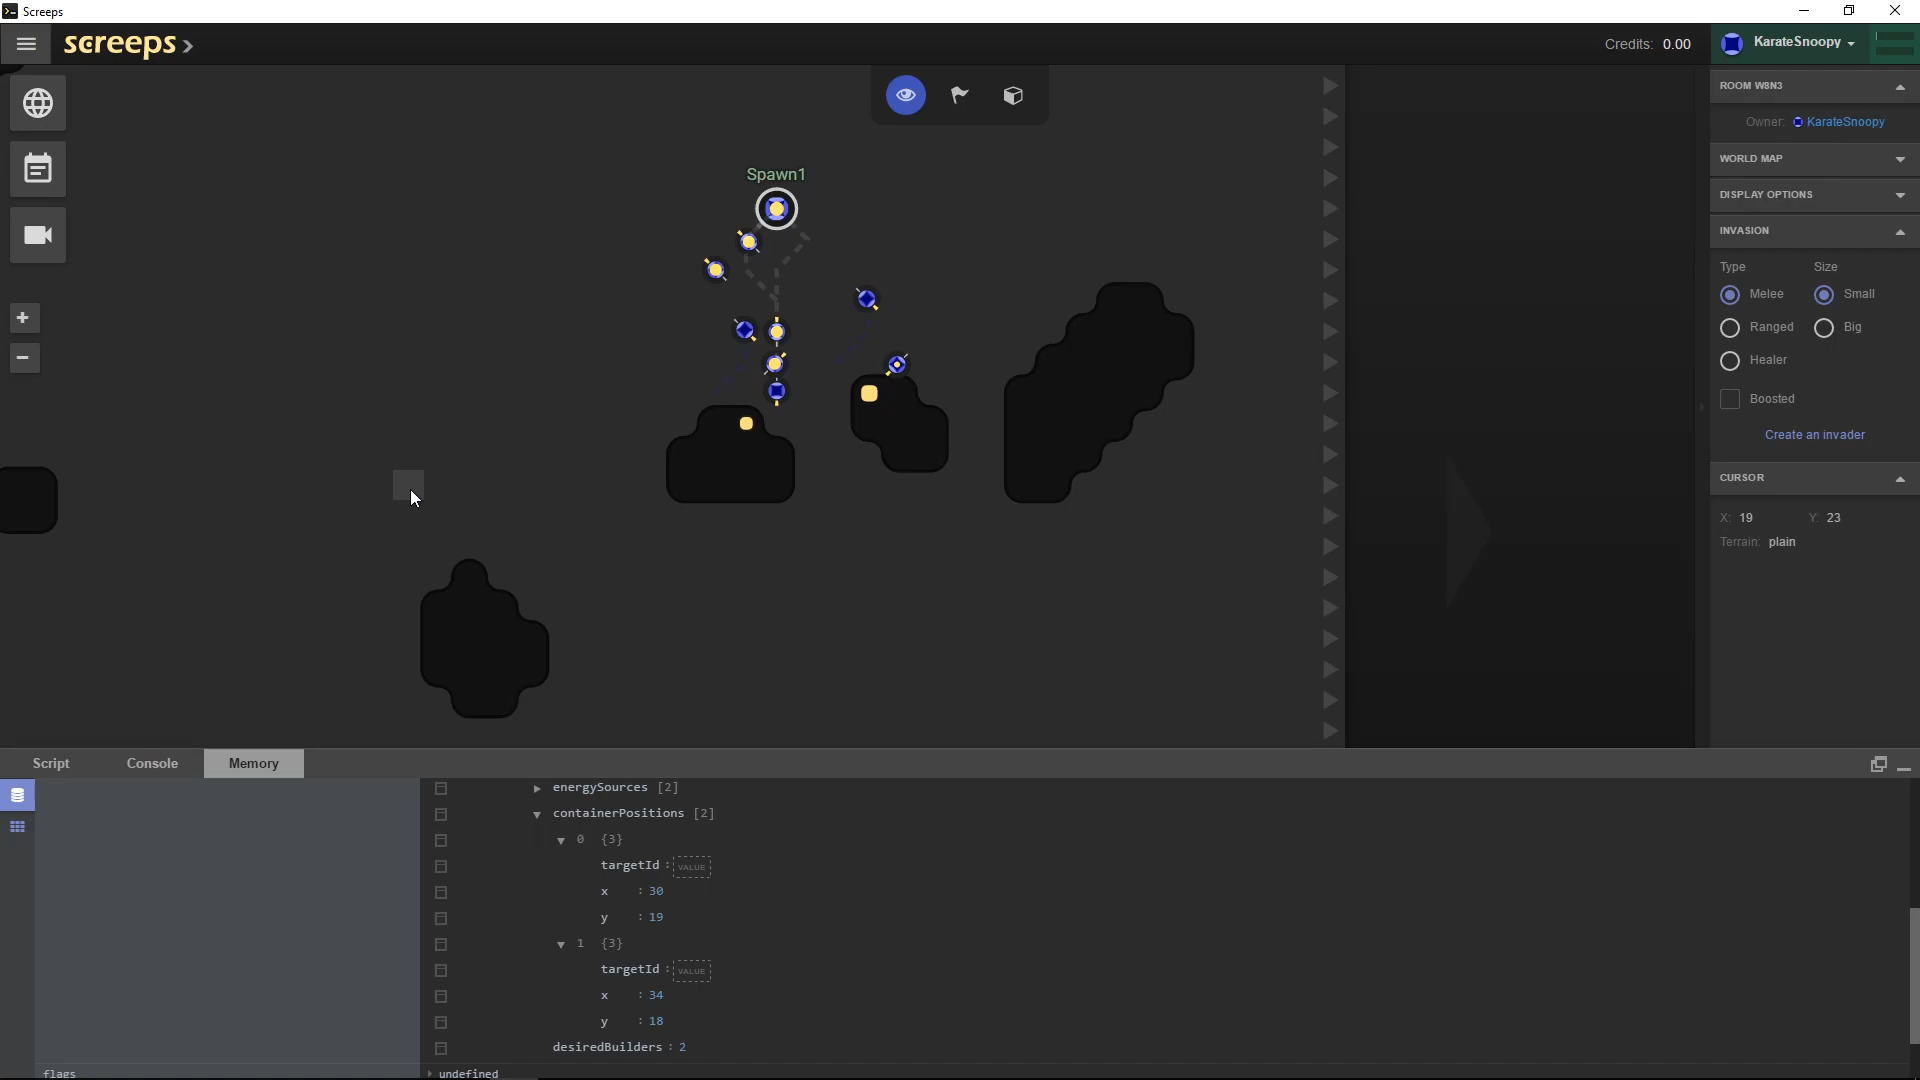 Screeps
screeps
Credits: 0.00
KarateSnoopy
ROOM W8N3
Owner: KarateSnoopy
WORLD MAP
DISPLAY OPTIONS
INVASION
Type Size
Melee Small
Ranged Big
Healer
Boosted
Create an invader
CURSOR
X: 19 Y: 23
Terrain: plain
Spawn1
Script Console Memory
energySources [2]
containerPositions [2]
0 {3}
targetId : VALUE
x : 30
y : 19
1 {3}
targetId : VALUE
x : 34
y : 18
desiredBuilders : 2
flags
undefined